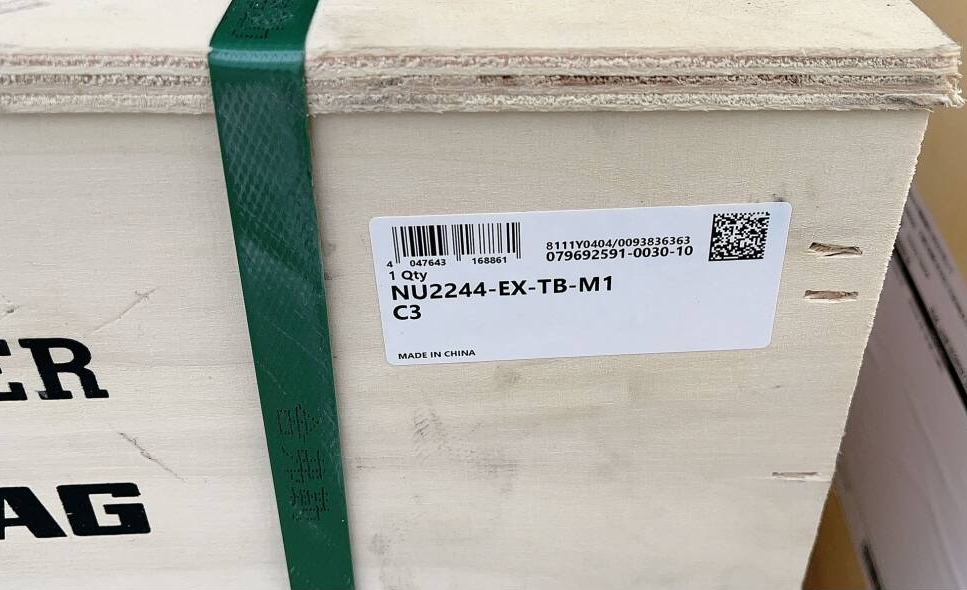 4 047643 168861
8111Y0404/0093836363
079692591-0030-10
1 Qty
NU2244-EX-TB-M1
C3
MADE IN CHINA
ER
AG